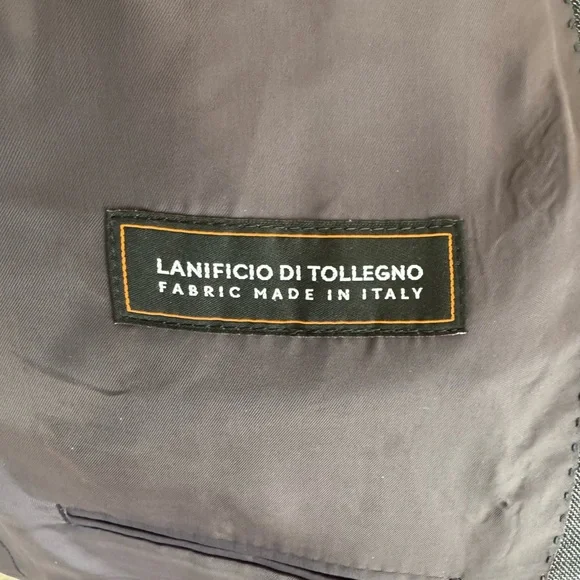 LANIFICIO DI TOLLEGNO
FABRIC MADE IN ITALY